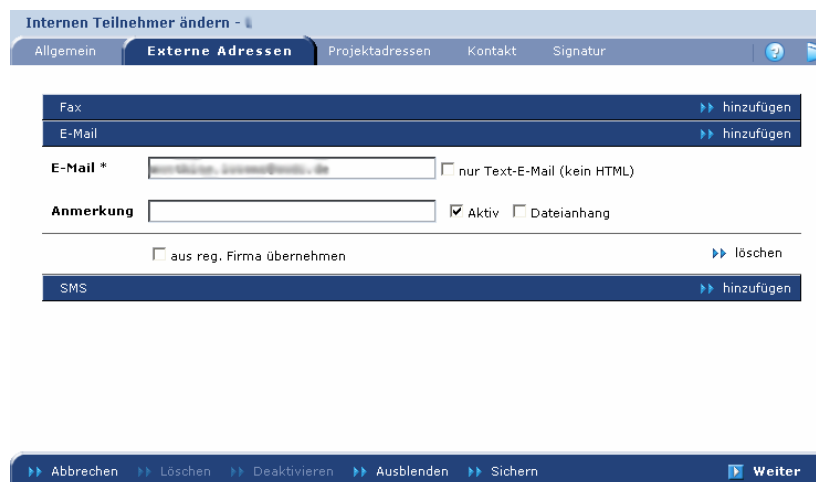 Internen Teilnehmer ändern -
Allgemein Externe Adressen Projektadressen Kontakt Signatur ?
Fax hinzufügen
E-Mail hinzufügen
E-Mail * nur Text-E-Mail (kein HTML)
Anmerkung Aktiv Dateianhang
aus reg. Firma übernehmen löschen
SMS hinzufügen
Abbrechen Löschen Deaktivieren Ausblenden Sichern Weiter